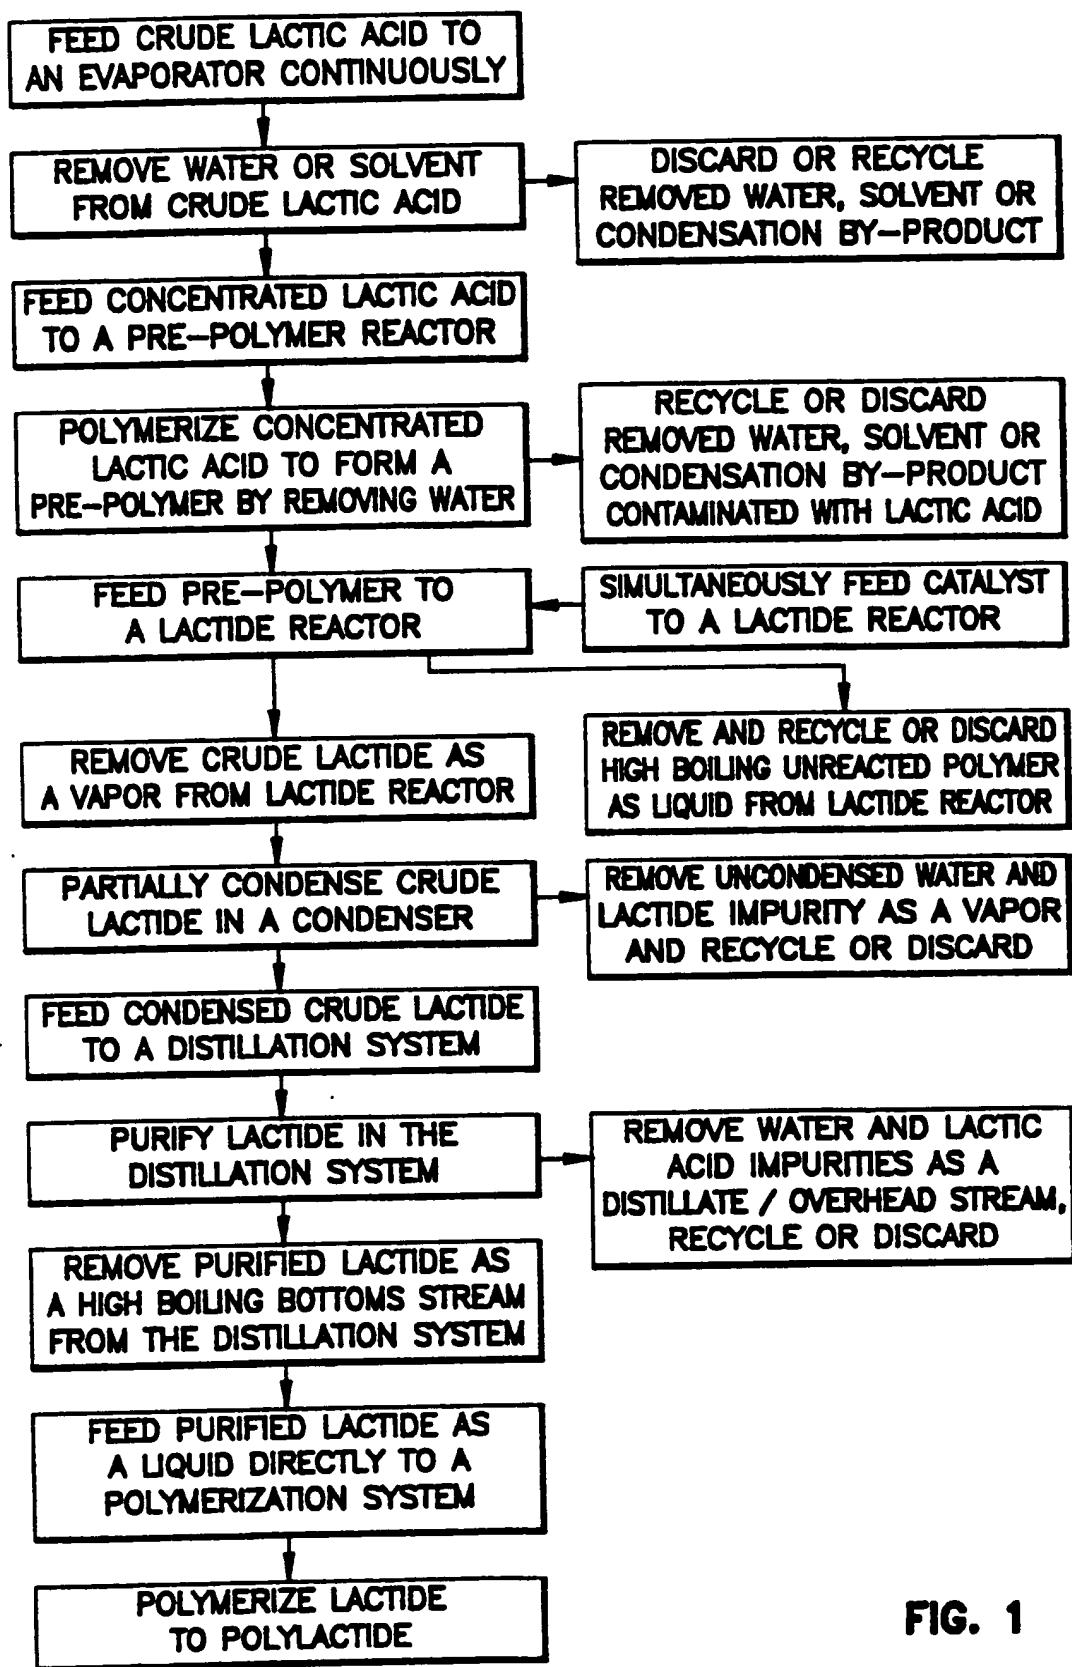 FEED CRUDE LACTIC ACID TO
AN EVAPORATOR CONTINUOUSLY
REMOVE WATER OR SOLVENT
FROM CRUDE LACTIC ACID
DISCARD OR RECYCLE
REMOVED WATER, SOLVENT OR
CONDENSATION BY-PRODUCT
FEED CONCENTRATED LACTIC ACID
TO A PRE-POLYMER REACTOR
POLYMERIZE CONCENTRATED
LACTIC ACID TO FORM A
PRE-POLYMER BY REMOVING WATER
RECYCLE OR DISCARD
REMOVED WATER, SOLVENT OR
CONDENSATION BY-PRODUCT
CONTAMINATED WITH LACTIC ACID
FEED PRE-POLYMER TO
A LACTIDE REACTOR
SIMULTANEOUSLY FEED CATALYST
TO A LACTIDE REACTOR
REMOVE CRUDE LACTIDE AS
A VAPOR FROM LACTIDE REACTOR
REMOVE AND RECYCLE OR DISCARD
HIGH BOILING UNREACTED POLYMER
AS LIQUID FROM LACTIDE REACTOR
PARTIALLY CONDENSE CRUDE
LACTIDE IN A CONDENSER
REMOVE UNCONDENSED WATER AND
LACTIDE IMPURITY AS A VAPOR
AND RECYCLE OR DISCARD
FEED CONDENSED CRUDE LACTIDE
TO A DISTILLATION SYSTEM
PURIFY LACTIDE IN THE
DISTILLATION SYSTEM
REMOVE WATER AND LACTIC
ACID IMPURITIES AS A
DISTILLATE / OVERHEAD STREAM,
RECYCLE OR DISCARD
REMOVE PURIFIED LACTIDE AS
A HIGH BOILING BOTTOMS STREAM
FROM THE DISTILLATION SYSTEM
FEED PURIFIED LACTIDE AS
A LIQUID DIRECTLY TO A
POLYMERIZATION SYSTEM
POLYMERIZE LACTIDE
TO POLYLACTIDE
FIG. 1